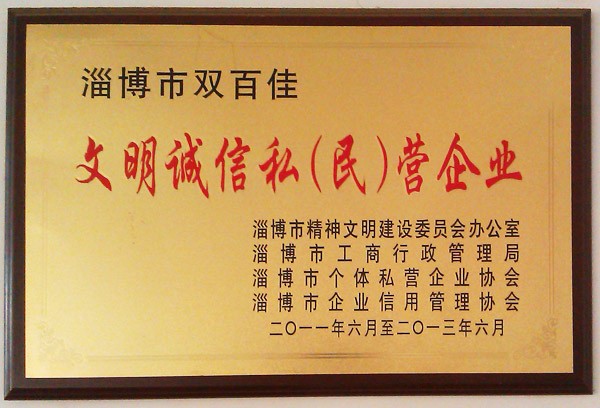 淄博市双百佳
文明诚信私(民)营企业
淄博市精神文明建设委员会办公室
淄博市工商行政管理局
淄博市个体私营企业协会
淄博市企业信用管理协会
二〇一一年六月至二〇一三年六月